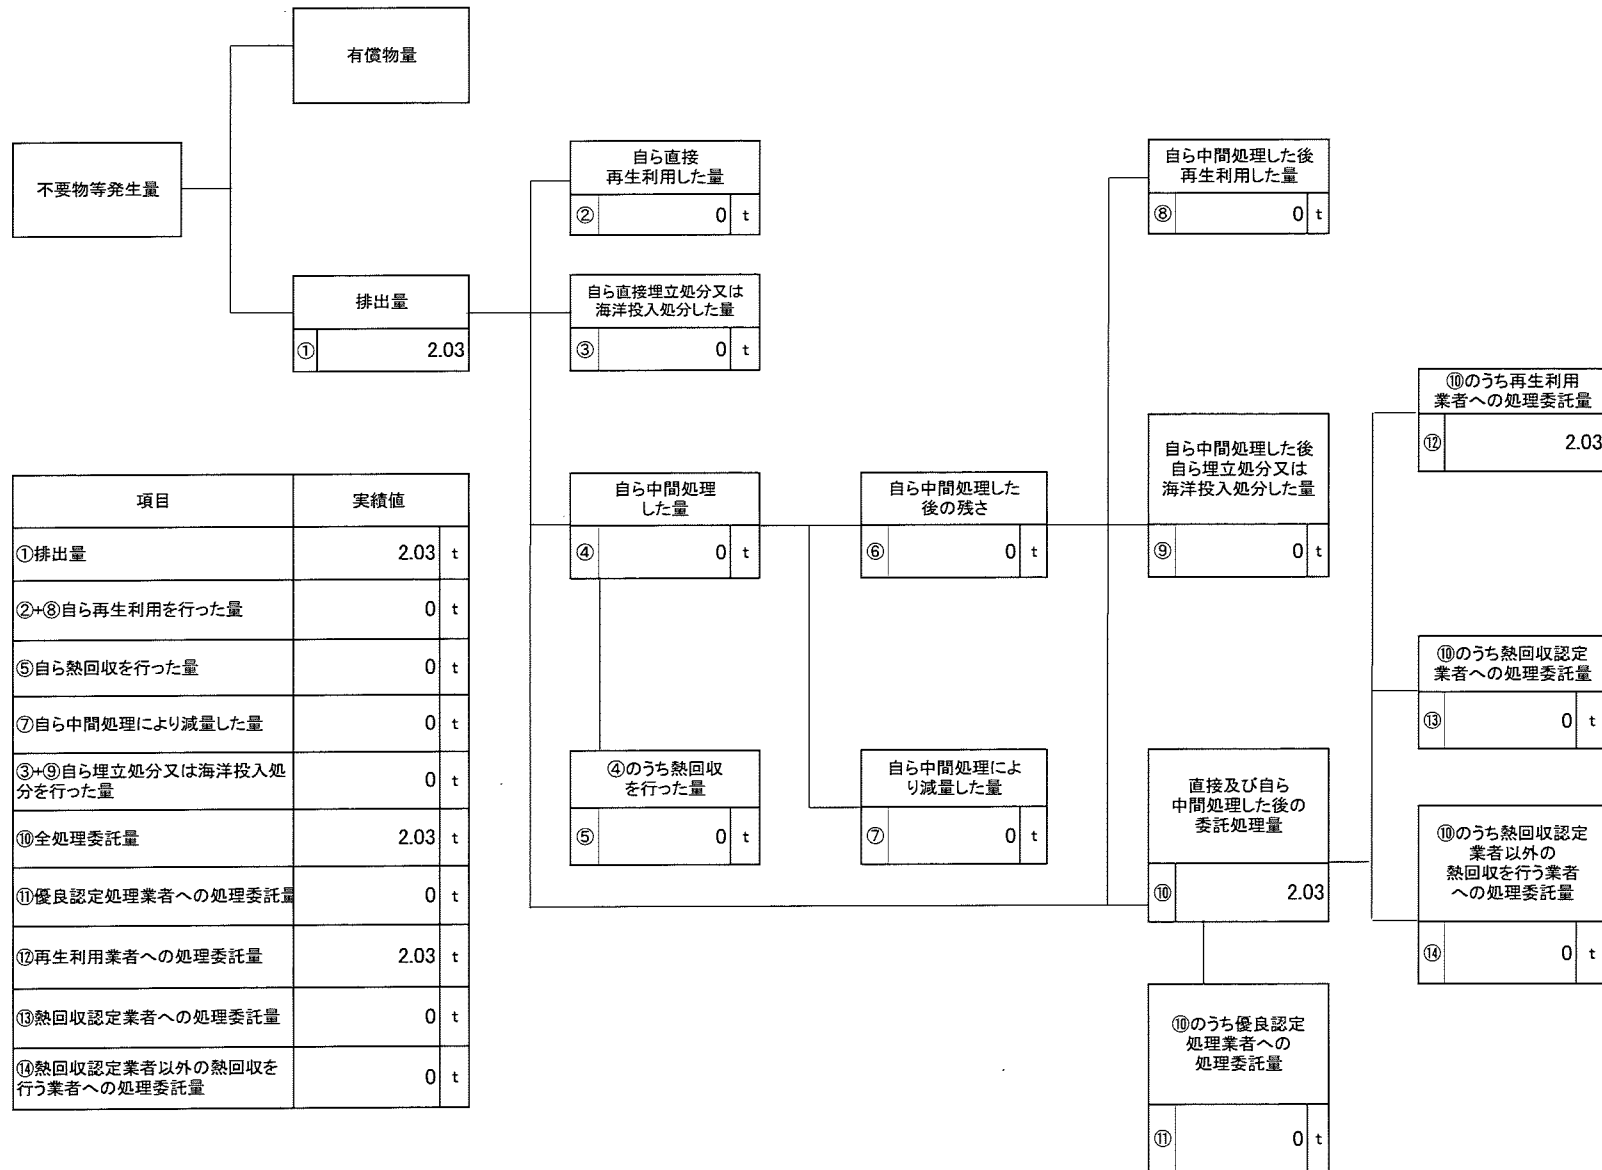 有償物量
不要物等発生量
排出量
① 2.03
自ら直接
再生利用した量
② 0 t
自ら直接埋立処分又は
海洋投入処分した量
③ 0 t
自ら中間処理
した量
④ 0 t
④のうち熱回収
を行った量
⑤ 0 t
自ら中間処理した
後の残さ
⑥ 0 t
自ら中間処理によ
り減量した量
⑦ 0 t
自ら中間処理した後
再生利用した量
⑧ 0 t
自ら中間処理した後
自ら埋立処分又は
海洋投入処分した量
⑨ 0 t
直接及び自ら
中間処理した後の
委託処理量
⑩ 2.03
⑩のうち優良認定
処理業者への
処理委託量
⑪ 0 t
⑩のうち再生利用
業者への処理委託量
⑫ 2.03
⑩のうち熱回収認定
業者への処理委託量
⑬ 0 t
⑩のうち熱回収認定
業者以外の
熱回収を行う業者
への処理委託量
⑭ 0 t
項目 実績値
①排出量 2.03 t
②+⑧自ら再生利用を行った量 0 t
⑤自ら熱回収を行った量 0 t
⑦自ら中間処理により減量した量 0 t
③+⑨自ら埋立処分又は海洋投入処
分を行った量 0 t
⑩全処理委託量 2.03 t
⑪優良認定処理業者への処理委託量 0 t
⑫再生利用業者への処理委託量 2.03 t
⑬熱回収認定業者への処理委託量 0 t
⑭熱回収認定業者以外の熱回収を
行う業者への処理委託量 0 t